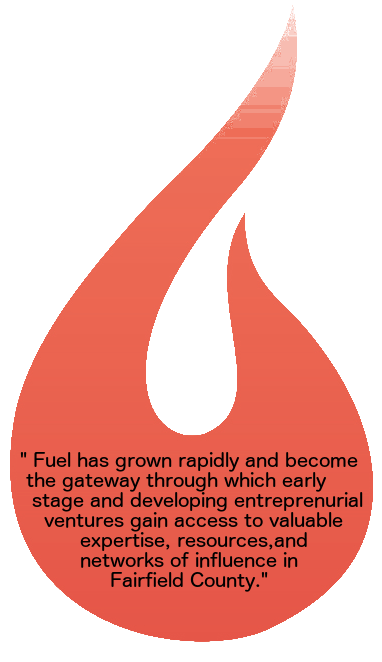 " Fuel has grown rapidly and become
the gateway through which early
stage and developing entreprenurial
ventures gain access to valuable
expertise, resources,and
networks of influence in
Fairfield County."